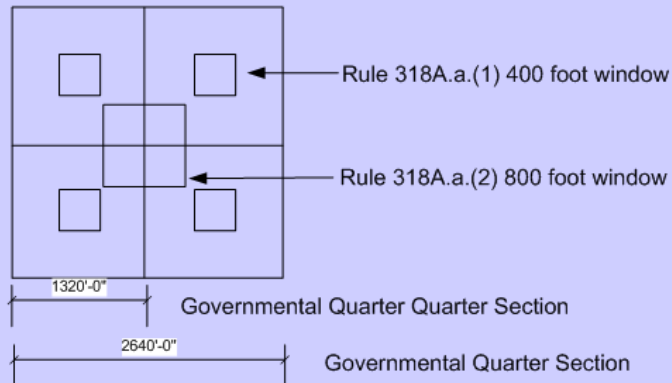 Rule 318A.a.(1) 400 foot window
Rule 318A.a.(2) 800 foot window
1320'-0"
Governmental Quarter Quarter Section
2640'-0"
Governmental Quarter Section